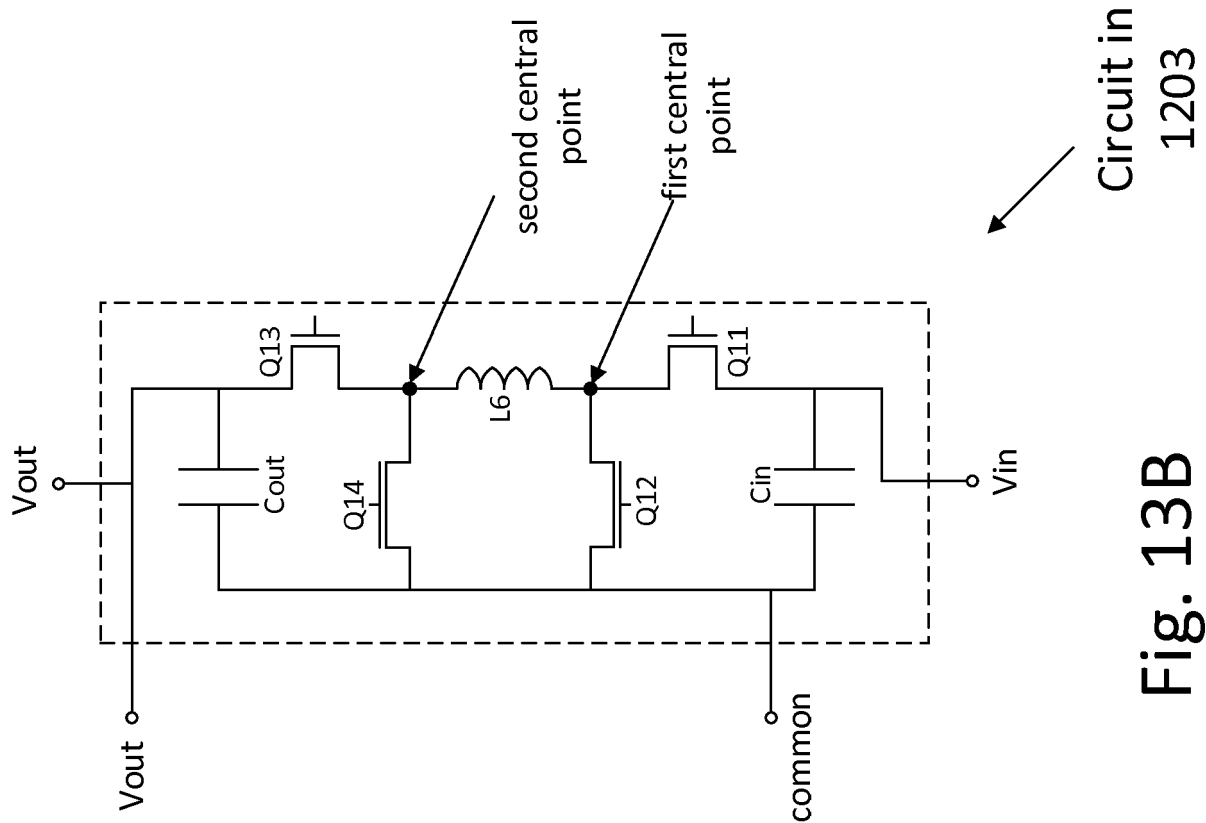 Vout
Vout
Cout
Q13
Q14
L6
second central
point
Q12
first central
point
Q11
Cin
common
Vin
Circuit in
1203
Fig. 13B